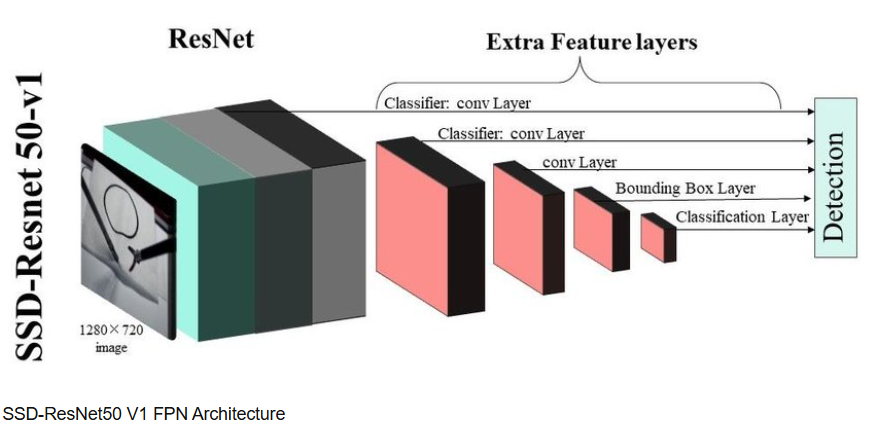 ResNet
Extra Feature layers
SSD-Resnet 50-v1
Classifier: conv Layer
Classifier: conv Layer
conv Layer
Bounding Box Layer
Classification Layer
Detection
1280×720
image
SSD-ResNet50 V1 FPN Architecture